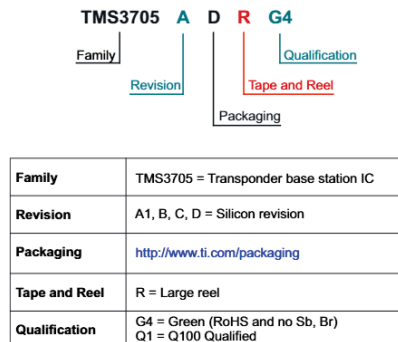 TMS3705 A D R G4
Family
Qualification
Revision
Tape and Reel
Packaging
Family TMS3705 = Transponder base station IC
Revision A1, B, C, D = Silicon revision
Packaging http://www.ti.com/packaging
Tape and Reel R = Large reel
Qualification G4 = Green (RoHS and no Sb, Br)
Q1 = Q100 Qualified